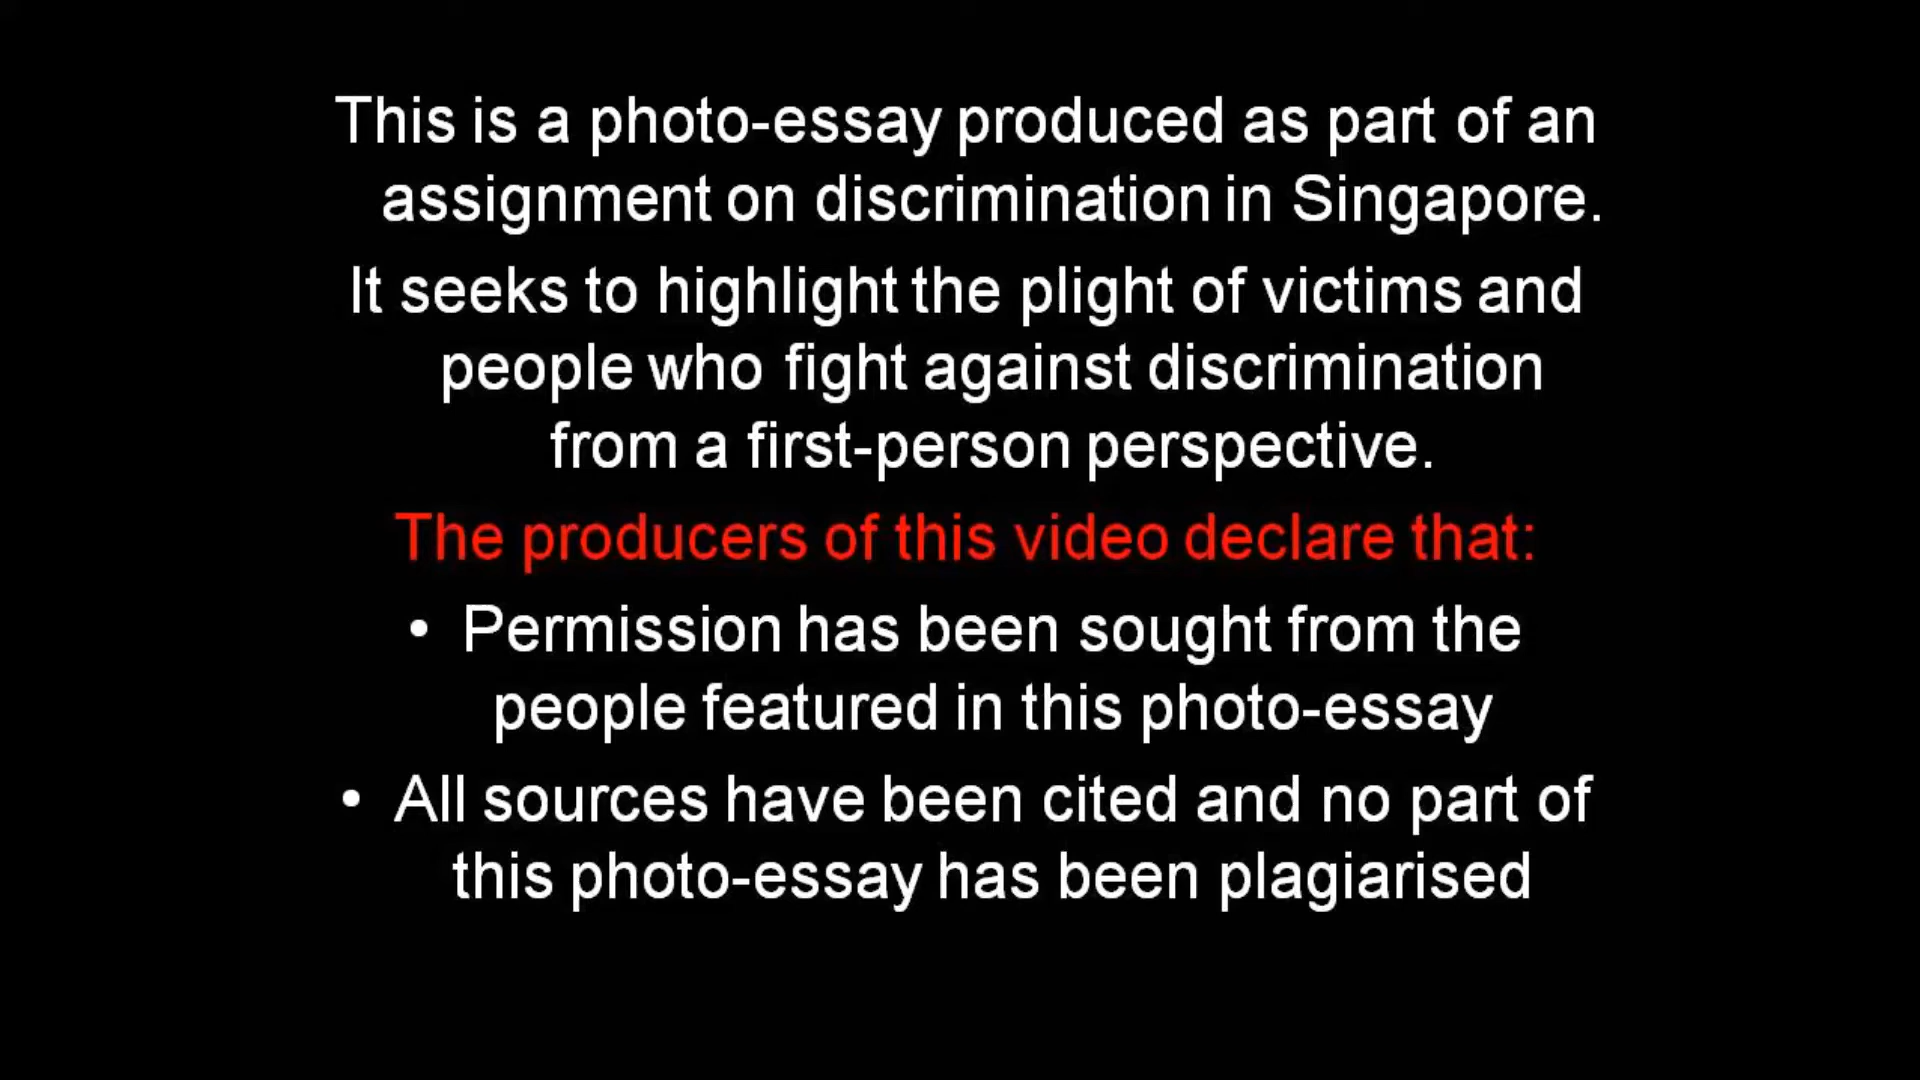 This is a photo-essay produced as part of an
assignment on discrimination in Singapore.
It seeks to highlight the plight of victims and
people who fight against discrimination
from a first-person perspective.
The producers of this video declare that:
• Permission has been sought from the
people featured in this photo-essay
• All sources have been cited and no part of
this photo-essay has been plagiarised